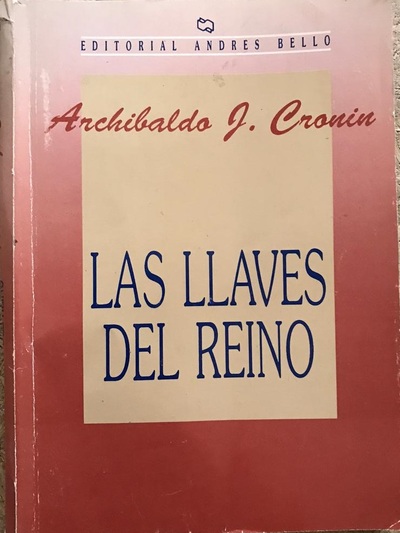 EDITORIAL ANDRES BELLO
Archibaldo J. Cronin
LAS LLAVES
DEL REINO